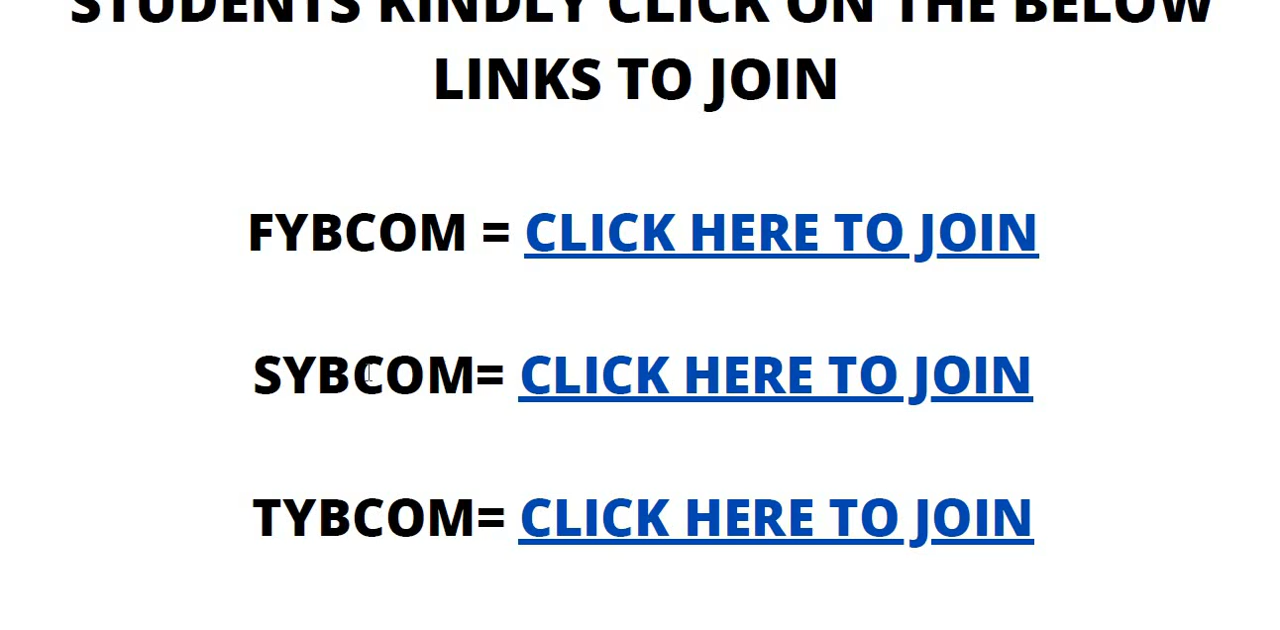 STUDENTS KINDLY CLICK ON THE BELOW
LINKS TO JOIN
FYBCOM = CLICK HERE TO JOIN
SYBCOM= CLICK HERE TO JOIN
TYBCOM= CLICK HERE TO JOIN